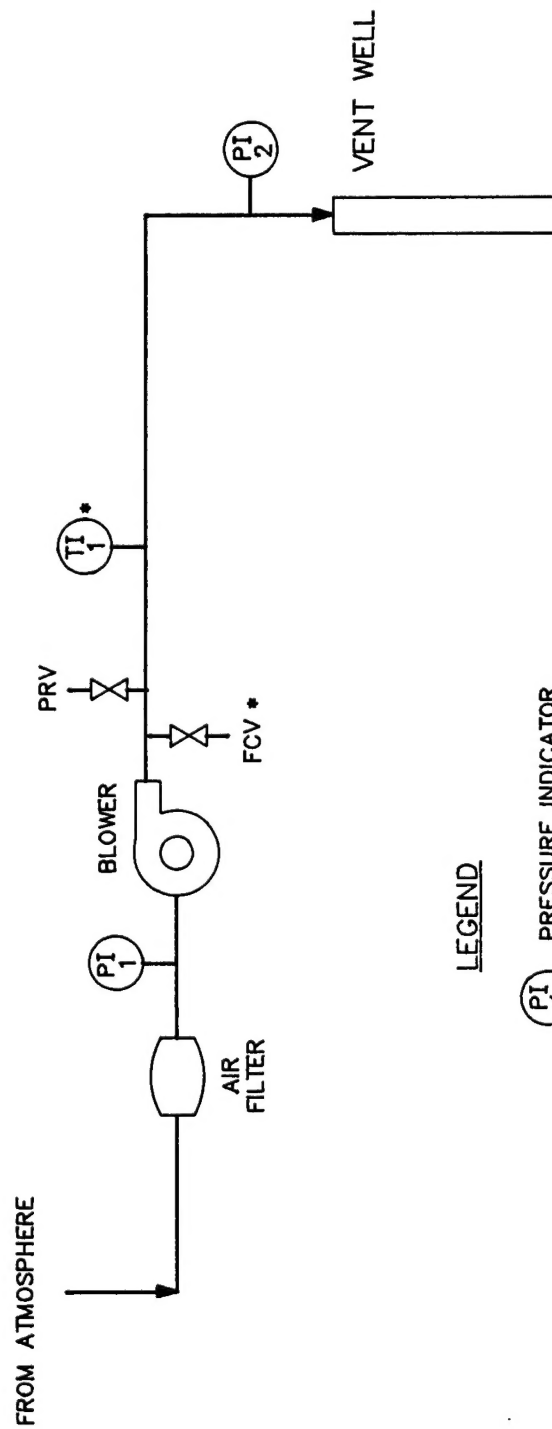 FROM ATMOSPHERE
AIR
FILTER
PI
1
BLOWER
PRV
FCV *
TI
1
*
PI
2
VENT WELL
LEGEND
PI
PRESSURE INDICATOR